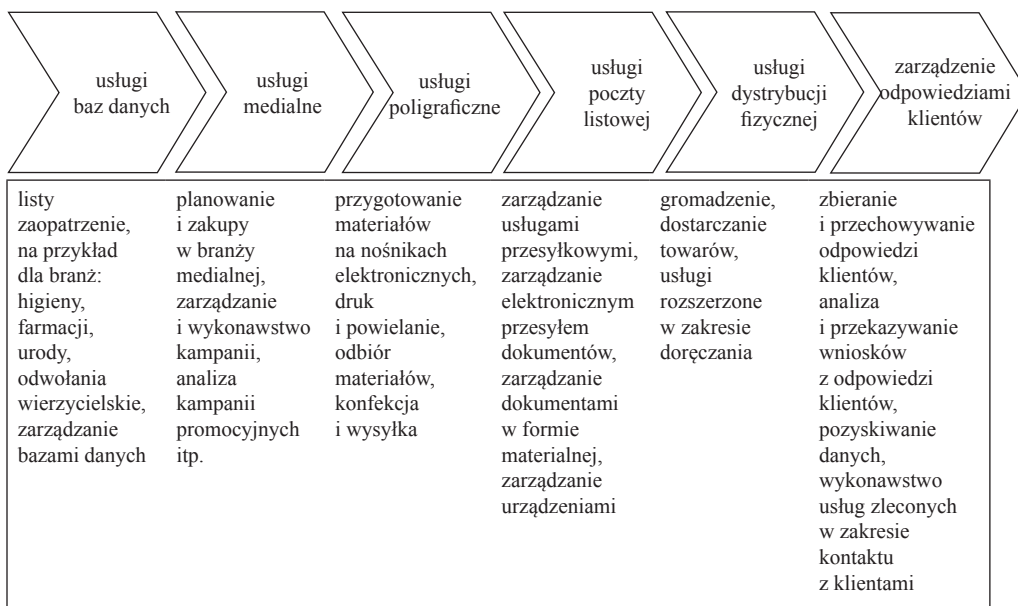 usługi
baz danych
usługi
medialne
usługi
poligraficzne
usługi
poczty
listowej
usługi
dystrybucji
fizycznej
zarządzenie
odpowiedziami
klientów
listy
zaopatrzenie,
na przykład
dla branż:
higieny,
farmacji,
urody,
odwołania
wierzycielskie,
zarządzanie
bazami danych
planowanie
i zakupy
w branży
medialnej,
zarządzanie
i wykonawstwo
kampanii,
analiza
kampanii
promocyjnych
itp.
przygotowanie
materiałów
na nośnikach
elektronicznych,
druk
i powielanie,
odbiór
materiałów,
konfekcja
i wysyłka
zarządzanie
usługami
przesyłkowymi,
zarządzanie
elektronicznym
przesyłem
dokumentów,
zarządzanie
dokumentami
w formie
materialnej,
zarządzanie
urządzeniami
gromadzenie,
dostarczanie
towarów,
usługi
rozszerzone
w zakresie
doręczania
zbieranie
i przechowywanie
odpowiedzi
klientów,
analiza
i przekazywanie
wniosków
z odpowiedzi
klientów,
pozyskiwanie
danych,
wykonawstwo
usług zleconych
w zakresie
kontaktu
z klientami